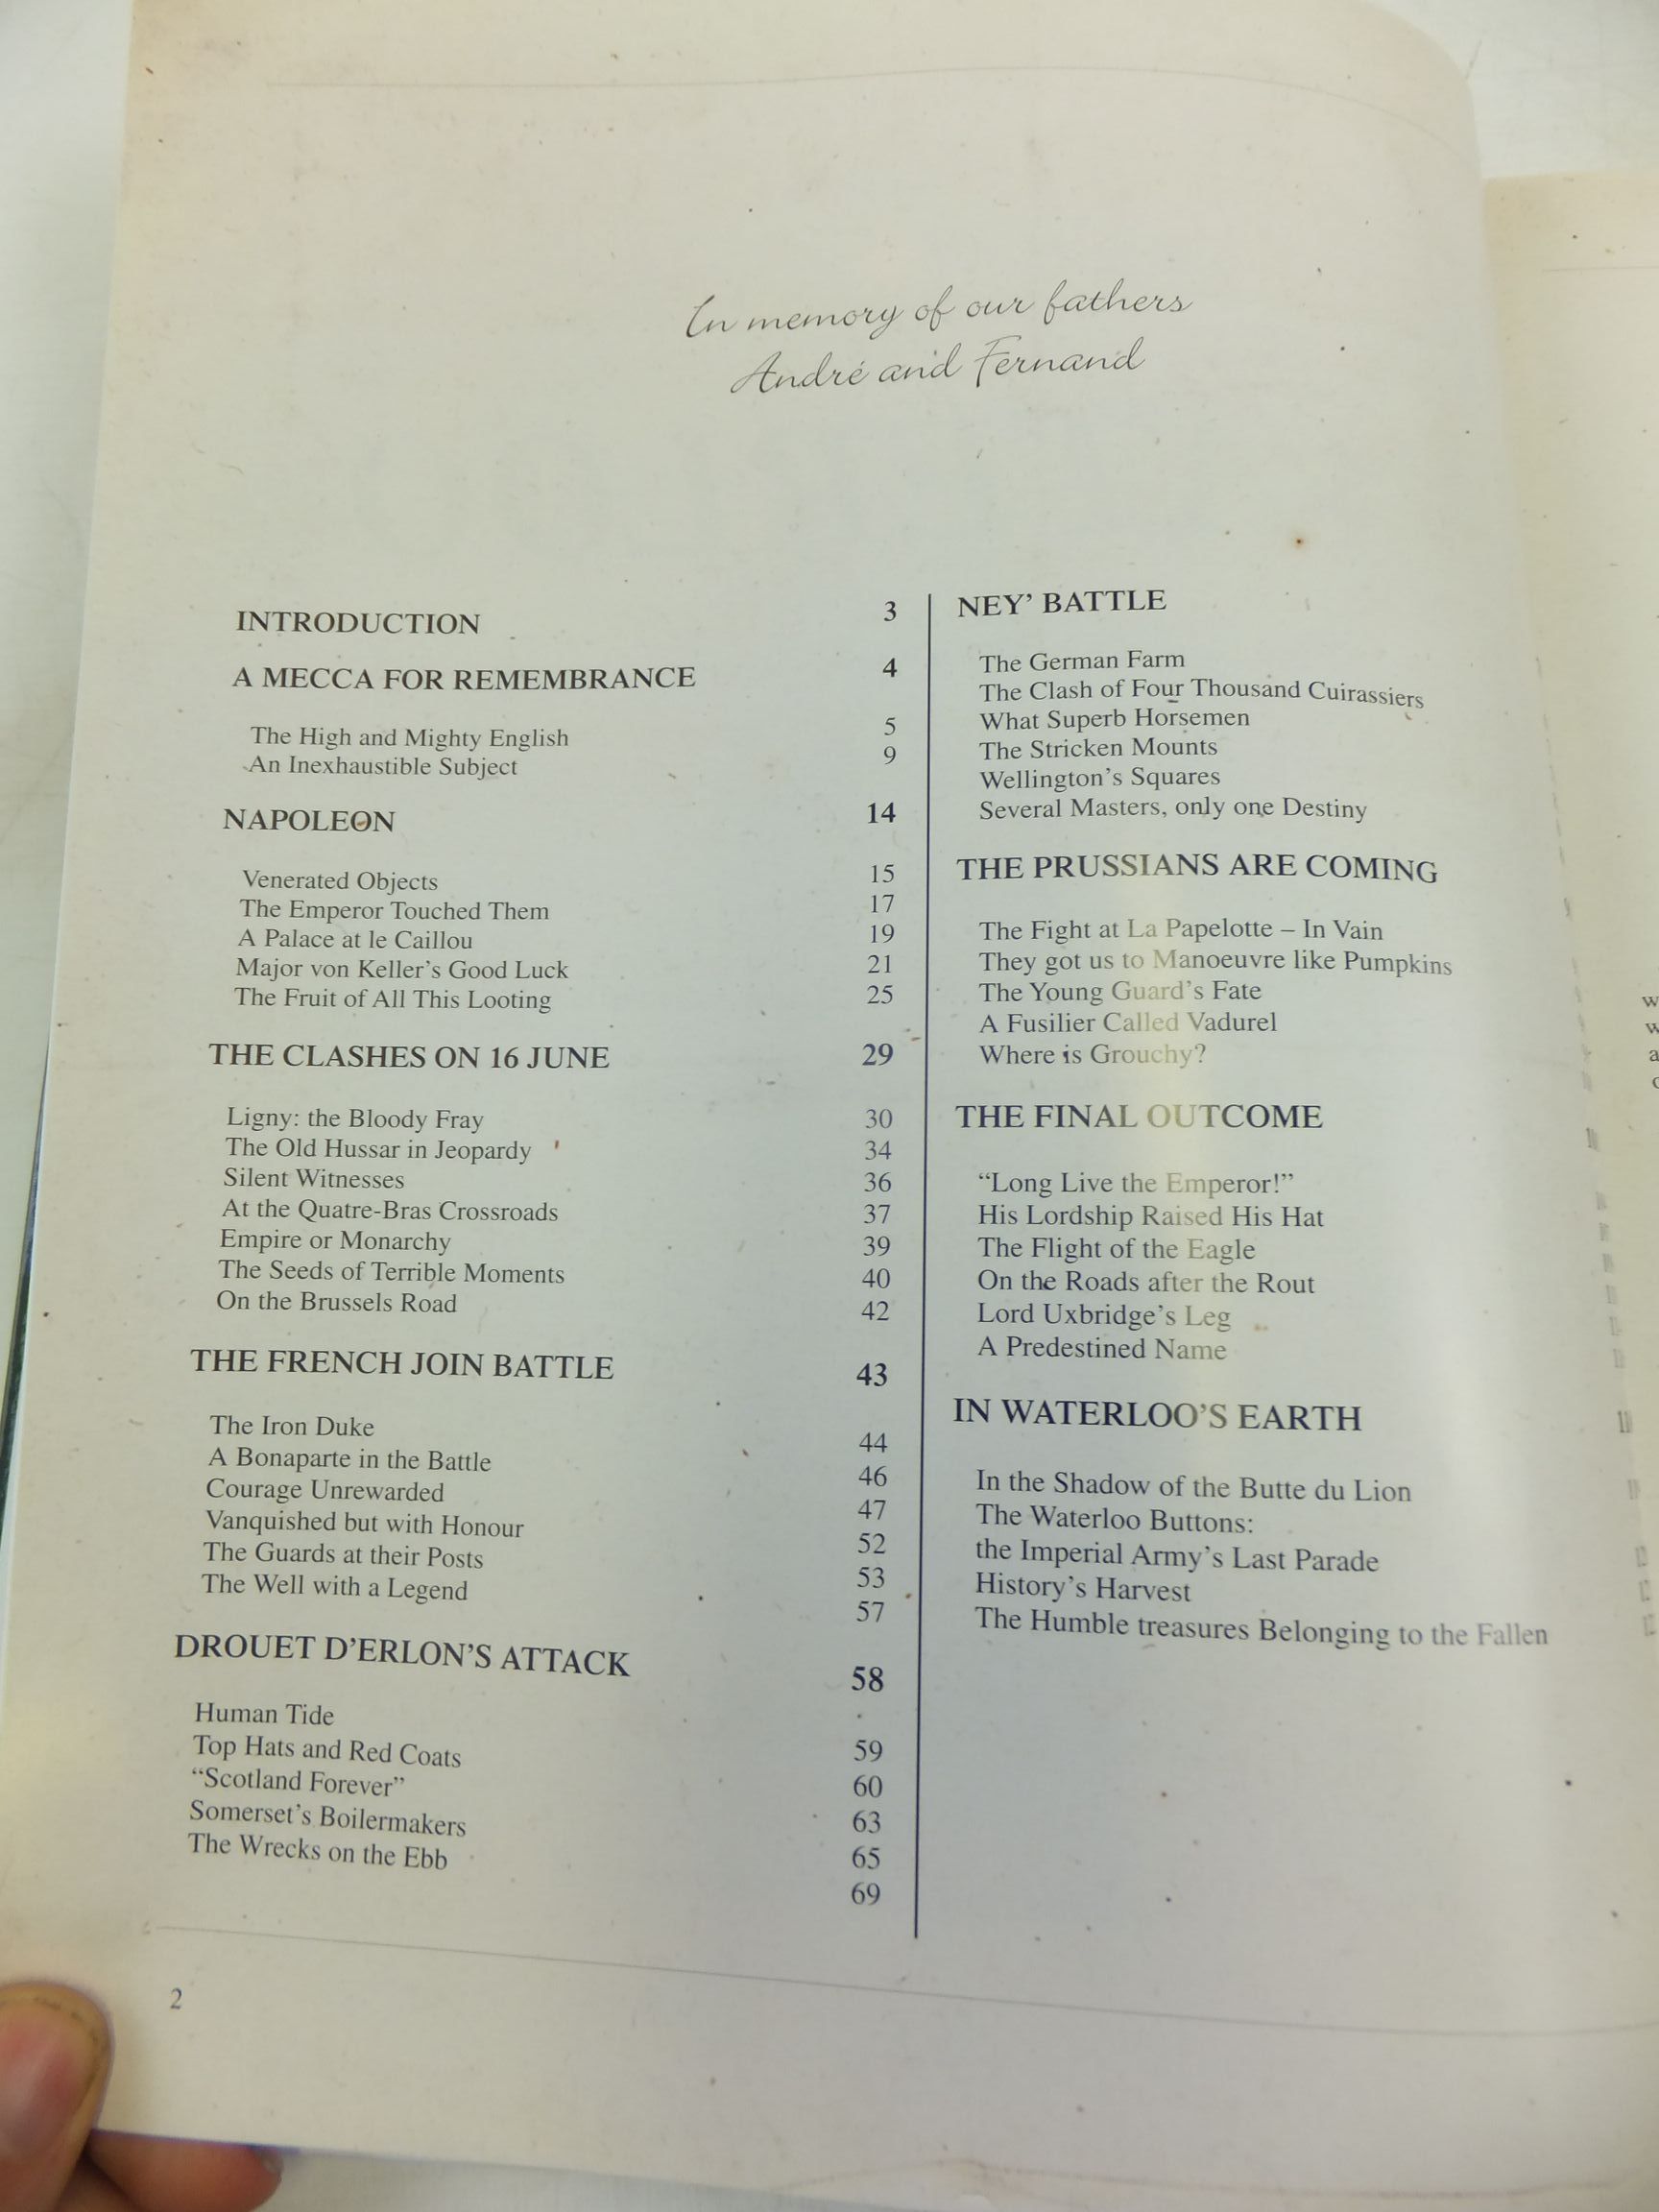 In memory of our fathers
André and Fernand
INTRODUCTION 3
A MECCA FOR REMEMBRANCE 4
The High and Mighty English 5
An Inexhaustible Subject 9
NAPOLEON 14
Venerated Objects 15
The Emperor Touched Them 17
A Palace at le Caillou 19
Major von Keller's Good Luck 21
The Fruit of All This Looting 25
THE CLASHES ON 16 JUNE 29
Ligny: the Bloody Fray 30
The Old Hussar in Jeopardy 34
Silent Witnesses 36
At the Quatre-Bras Crossroads 37
Empire or Monarchy 39
The Seeds of Terrible Moments 40
On the Brussels Road 42
THE FRENCH JOIN BATTLE 43
The Iron Duke 44
A Bonaparte in the Battle 46
Courage Unrewarded 47
Vanquished but with Honour 52
The Guards at their Posts 53
The Well with a Legend 57
DROUET D'ERLON'S ATTACK 58
Human Tide 59
Top Hats and Red Coats 60
“Scotland Forever” 63
Somerset's Boilermakers 65
The Wrecks on the Ebb 69
NEY' BATTLE
The German Farm
The Clash of Four Thousand Cuirassiers
What Superb Horsemen
The Stricken Mounts
Wellington's Squares
Several Masters, only one Destiny
THE PRUSSIANS ARE COMING
The Fight at La Papelotte – In Vain
They got us to Manoeuvre like Pumpkins
The Young Guard's Fate
A Fusilier Called Vadurel
Where is Grouchy?
THE FINAL OUTCOME
“Long Live the Emperor!”
His Lordship Raised His Hat
The Flight of the Eagle
On the Roads after the Rout
Lord Uxbridge's Leg
A Predestined Name
IN WATERLOO'S EARTH
In the Shadow of the Butte du Lion
The Waterloo Buttons:
the Imperial Army's Last Parade
History's Harvest
The Humble treasures Belonging to the Fallen
2